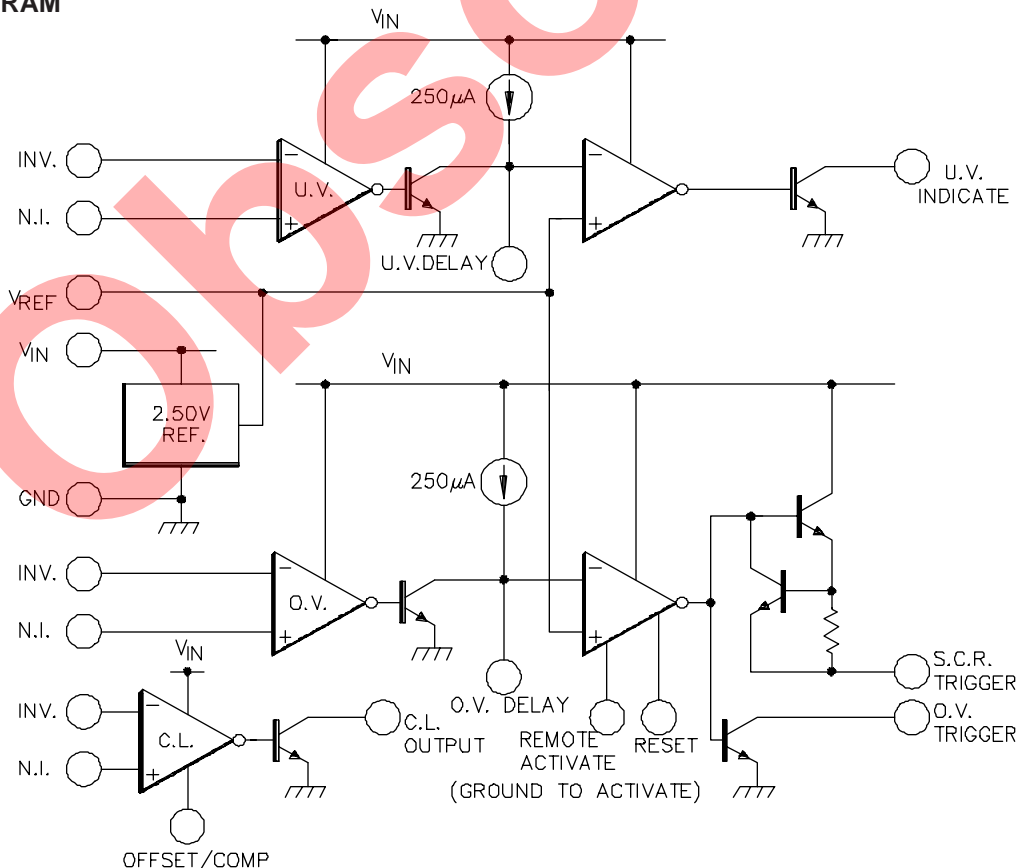 RAM
VIN
250µA
INV.
N.I.
U.V.
−
+
−
+
U.V.
INDICATE
U.V.DELAY
VREF
VIN
2.50V
REF.
GND
VIN
250µA
INV.
N.I.
O.V.
−
+
−
+
VIN
INV.
N.I.
C.L.
−
+
C.L.
OUTPUT
OFFSET/COMP
O.V. DELAY
REMOTE
ACTIVATE
RESET
(GROUND TO ACTIVATE)
S.C.R.
TRIGGER
O.V.
TRIGGER
Obso